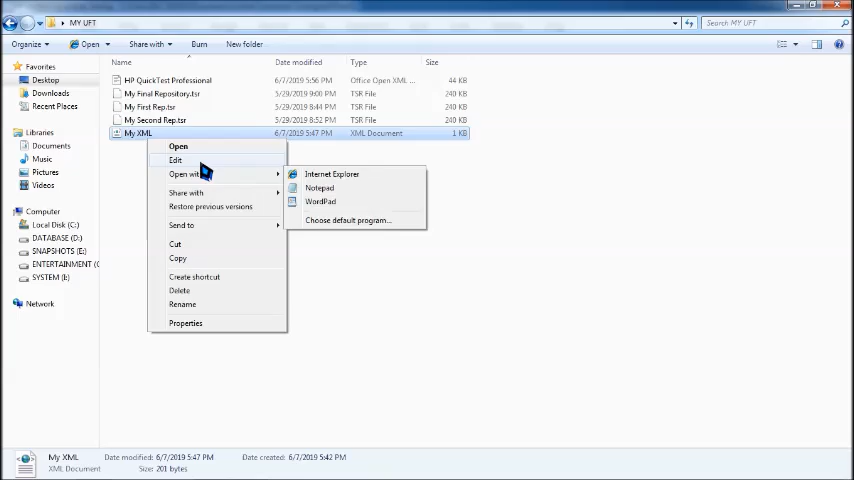 MY UFT
Search MY UFT
Organize
Open
Share with
Burn
New folder
Name
Date modified
Type
Size
Favorites
Desktop
Downloads
Recent Places
Libraries
Documents
Music
Pictures
Videos
Computer
Local Disk (C:)
DATABASE (D:)
SNAPSHOTS (E:)
ENTERTAINMENT (
SYSTEM (I:)
Network
HP QuickTest Professional 6/7/2019 5:56 PM Office Open XML ... 44 KB
My Final Repository.tsr 5/29/2019 9:00 PM TSR File 240 KB
My First Rep.tsr 5/29/2019 8:44 PM TSR File 240 KB
My Second Rep.tsr 5/29/2019 8:52 PM TSR File 240 KB
My XML 6/7/2019 5:47 PM XML Document 1 KB
Open
Edit
Open wit
Share with
Restore previous versions
Send to
Cut
Copy
Create shortcut
Delete
Rename
Properties
Internet Explorer
Notepad
WordPad
Choose default program...
My XML Date modified: 6/7/2019 5:47 PM Date created: 6/7/2019 5:42 PM
XML Document Size: 201 bytes